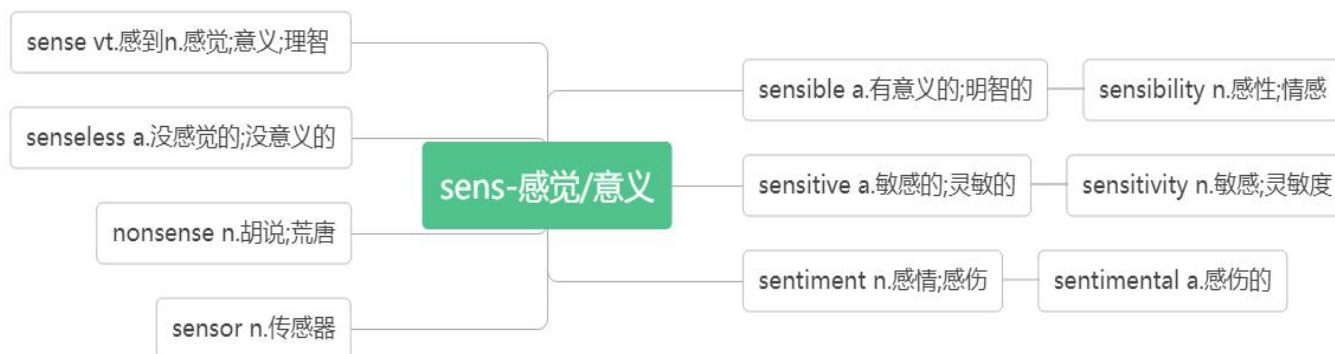 sense vt.感到n.感觉;意义;理智
senseless a.没感觉的;没意义的
nonsense n.胡说;荒唐
sensor n.传感器
sens-感觉/意义
sensible a.有意义的;明智的
sensibility n.感性;情感
sensitive a.敏感的;灵敏的
sensitivity n.敏感;灵敏度
sentiment n.感情;感伤
sentimental a.感伤的